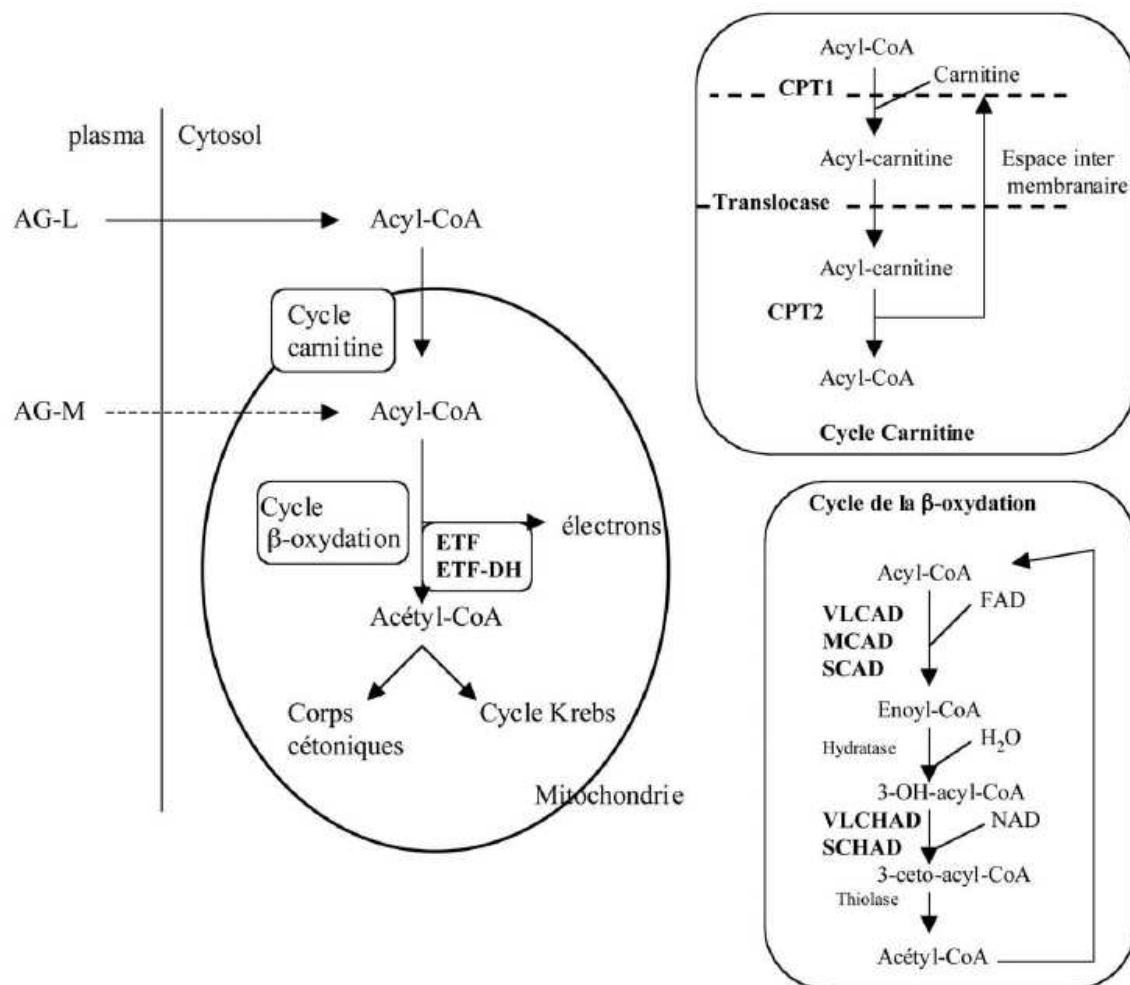 plasma
Cytosol
AG-L
Acyl-CoA
Cycle
carnitine
AG-M
Acyl-CoA
Cycle
β-oxydation
électrons
ETF
ETF-DH
Acétyl-CoA
Corps
cétoniques
Cycle Krebs
Mitochondrie
Acyl-CoA
Carnitine
CPT1
Acyl-carnitine
Espace inter
membranaire
Translocase
Acyl-carnitine
CPT2
Acyl-CoA
Cycle Carnitine
Cycle de la β-oxydation
Acyl-CoA
FAD
VLCAD
MCAD
SCAD
Enoyl-CoA
Hydratase
H₂O
3-OH-acyl-CoA
VLCHAD
NAD
SCHAD
3-ceto-acyl-CoA
Thiolase
Acétyl-CoA